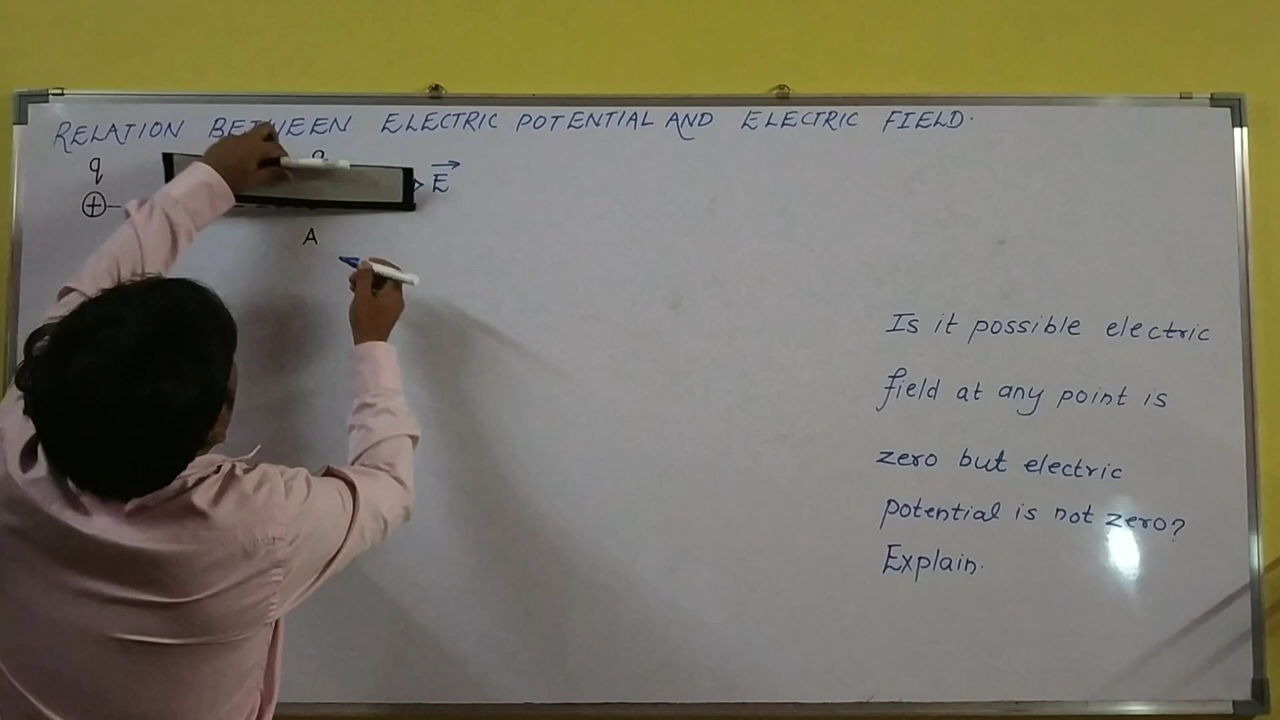 RELATION BETWEEN ELECTRIC POTENTIAL AND ELECTRIC FIELD.
q
E
A
Is it possible electric
field at any point is
zero but electric
potential is not zero?
Explain.